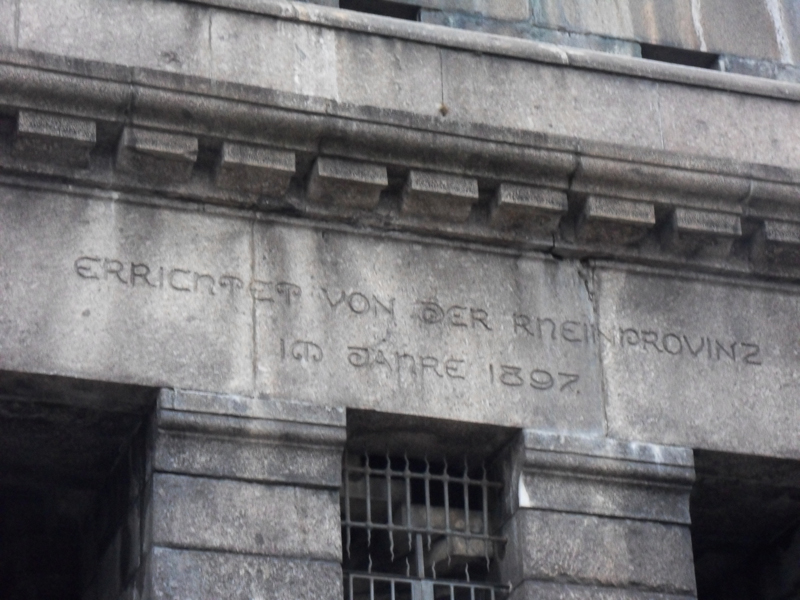 ERRICHTET VON DER RHEINPROVINZ
IM JAHRE 1897